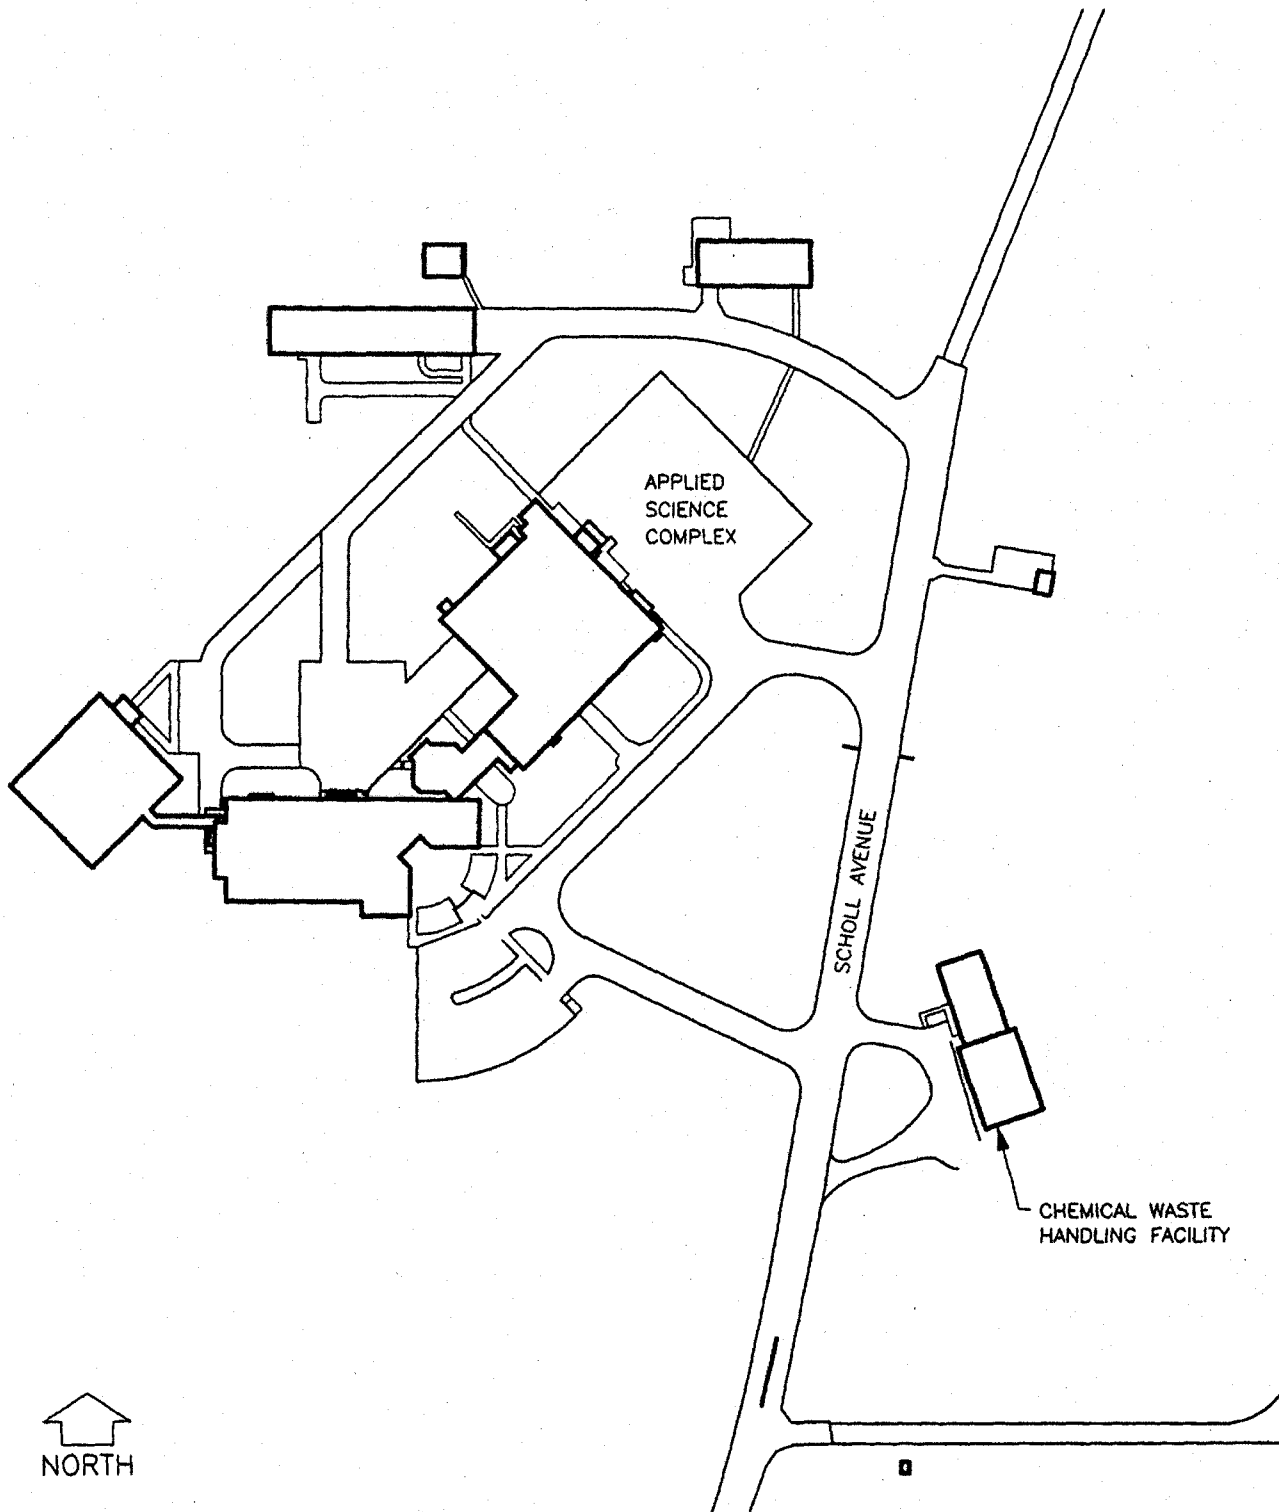 APPLIED
SCIENCE
COMPLEX
SCHOLL AVENUE
CHEMICAL WASTE
HANDLING FACILITY
NORTH